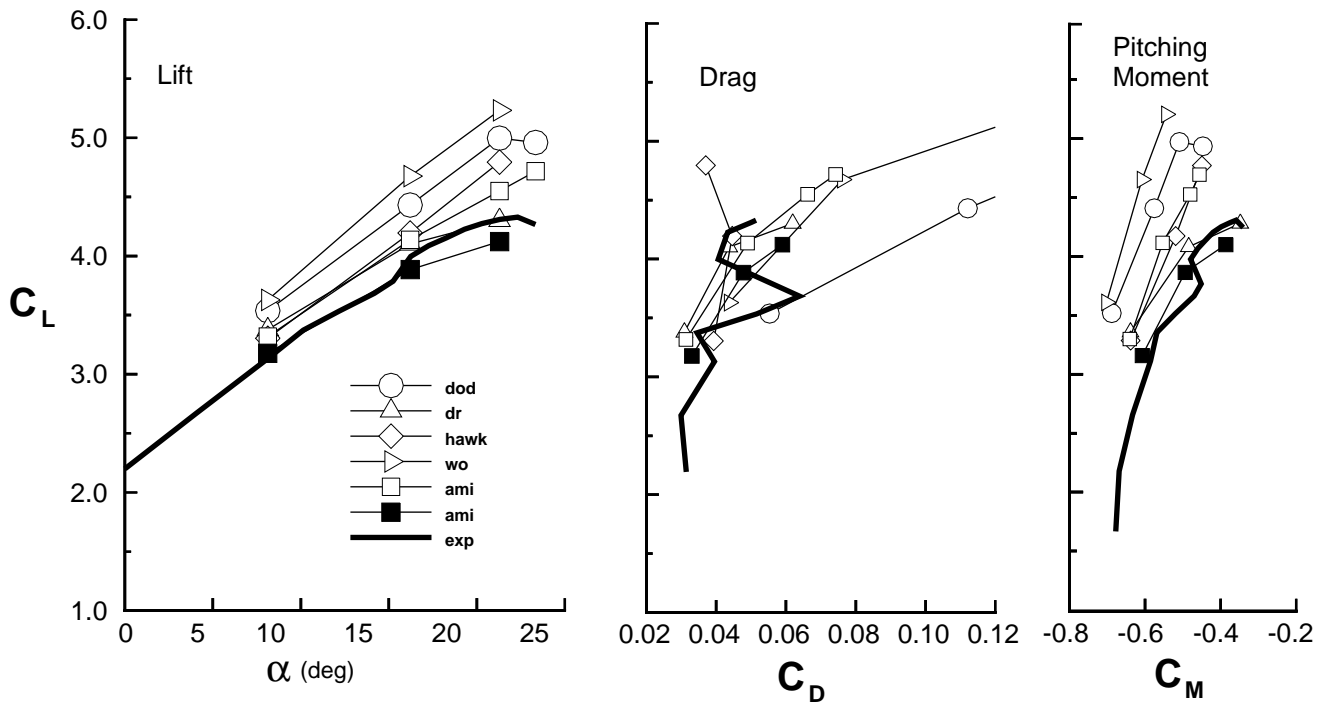 6.0
5.0
4.0
3.0
2.0
1.0
C L
Lift
dod
dr
hawk
wo
ami
ami
exp
0 5 10 15 20 25
α (deg)
Drag
0.02 0.04 0.06 0.08 0.10 0.12
C D
Pitching
Moment
-0.8 -0.6 -0.4 -0.2
C M